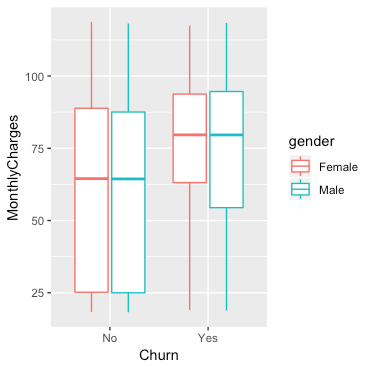 100
75
50
25
MonthlyCharges
No
Yes
Churn
gender
Female
Male